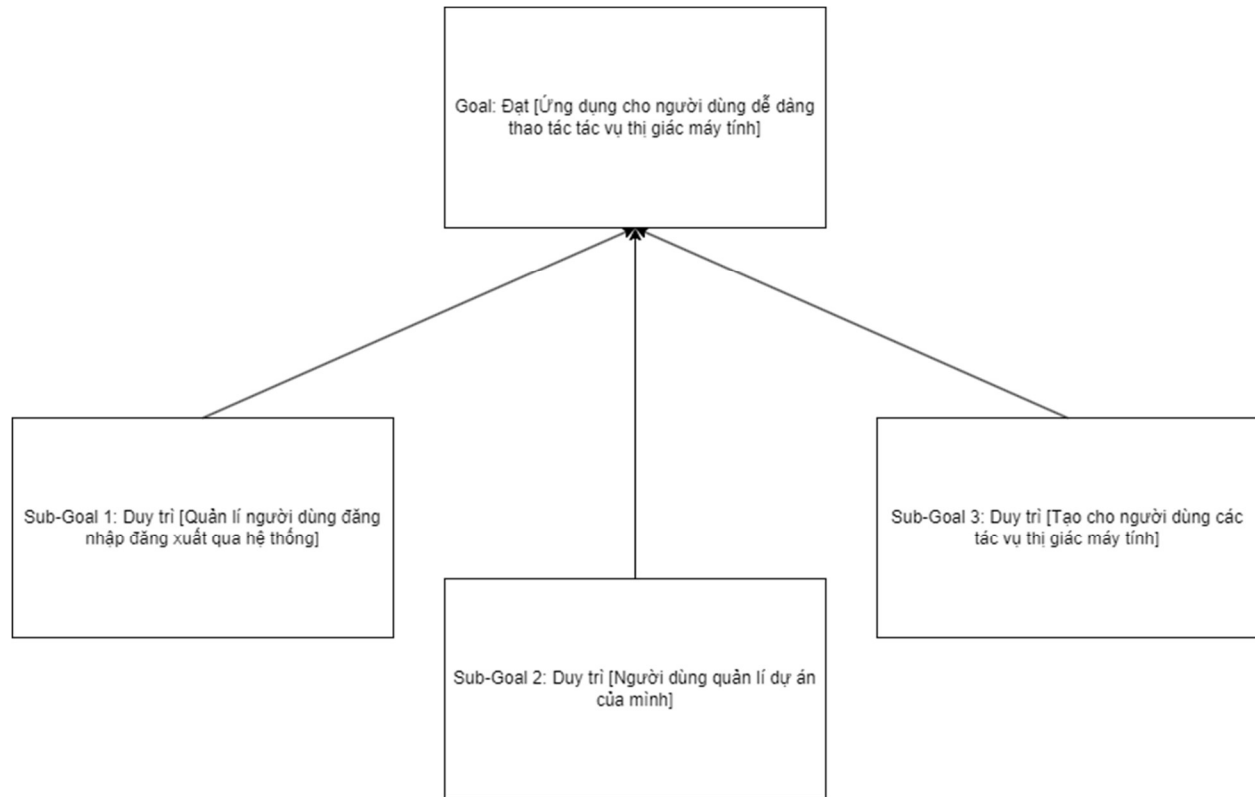 Goal: Đạt [Ứng dụng cho người dùng dễ dàng
thao tác tác vụ thị giác máy tính]
Sub-Goal 1: Duy trì [Quản lí người dùng đăng
nhập đăng xuất qua hệ thống]
Sub-Goal 3: Duy trì [Tạo cho người dùng các
tác vụ thị giác máy tính]
Sub-Goal 2: Duy trì [Người dùng quản lí dự án
của mình]